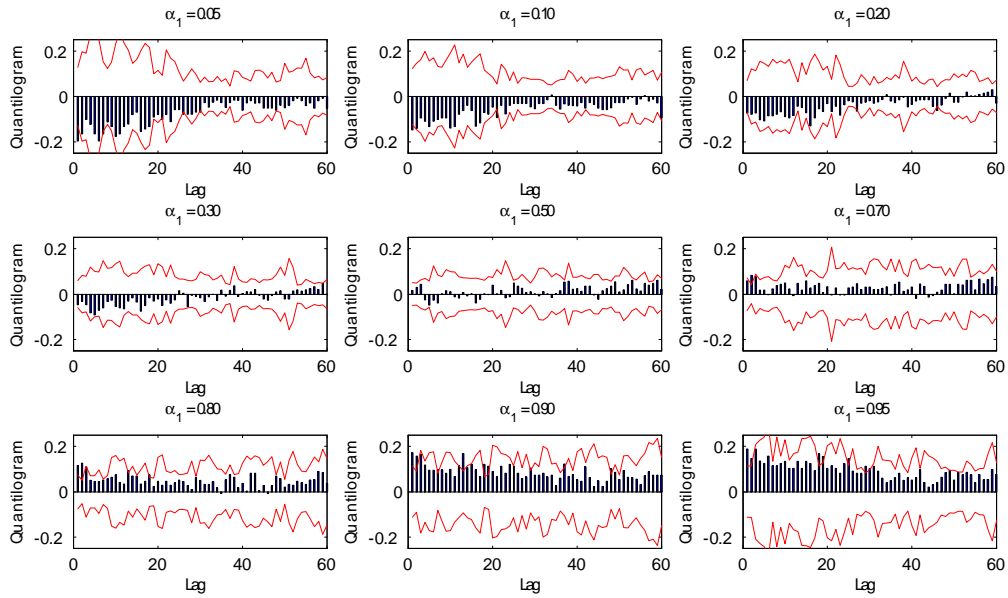 α1 = 0.05 α1 = 0.10 α1 = 0.20
Quantilogram Quantilogram Quantilogram
0.2 0.2 0.2
0 0 0
-0.2 -0.2 -0.2
0 20 40 60 0 20 40 60 0 20 40 60
Lag Lag Lag
α1 = 0.30 α1 = 0.50 α1 = 0.70
Quantilogram Quantilogram Quantilogram
0.2 0.2 0.2
0 0 0
-0.2 -0.2 -0.2
0 20 40 60 0 20 40 60 0 20 40 60
Lag Lag Lag
α1 = 0.80 α1 = 0.90 α1 = 0.95
Quantilogram Quantilogram Quantilogram
0.2 0.2 0.2
0 0 0
-0.2 -0.2 -0.2
0 20 40 60 0 20 40 60 0 20 40 60
Lag Lag Lag